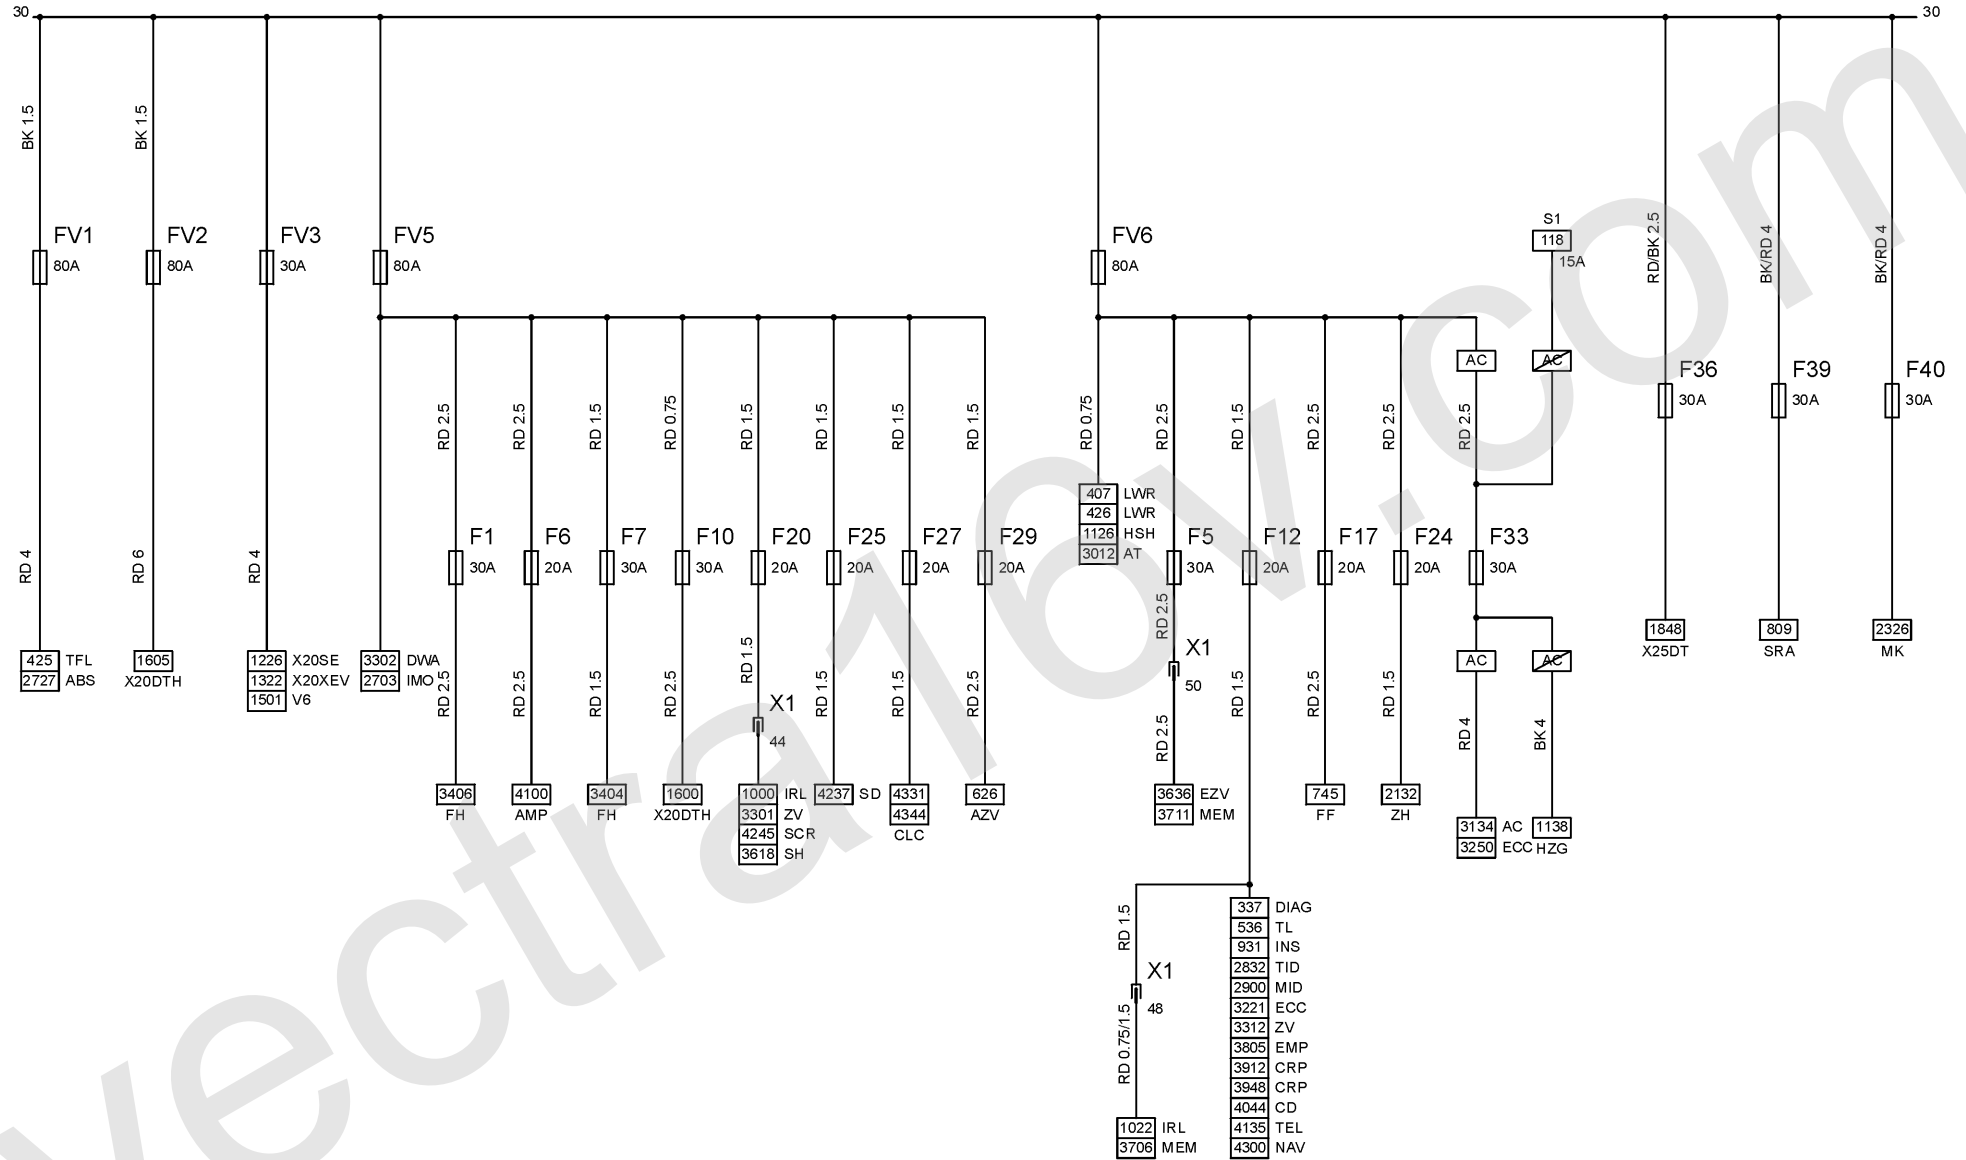 30 30
BK 1.5 BK 1.5
S1
118
15A
FV1 80A
FV2 80A
FV3 30A
FV5 80A
FV6 80A
RD/BK 2.5 BK/RD 4 BK/RD 4
AC AC
F36 30A
F39 30A
F40 30A
RD 2.5 RD 2.5 RD 1.5 RD 0.75 RD 1.5 RD 1.5 RD 1.5 RD 1.5 RD 0.75 RD 2.5 RD 1.5 RD 2.5 RD 2.5 RD 2.5
407 LWR
426 LWR
1126 HSH
3012 AT
RD 4 RD 6 RD 4
F1 30A
F6 20A
F7 30A
F10 30A
F20 20A
F25 20A
F27 20A
F29 20A
F5 30A
F12 20A
F17 20A
F24 20A
F33 30A
RD 1.5 RD 2.5
X1
50
1848
X25DT
809
SRA
2326
MK
425 TFL
2727 ABS
1605
X20DTH
1226 X20SE
1322 X20XEV
1501 V6
3302 DWA
2703 IMO
AC AC
RD 2.5 RD 2.5 RD 1.5 RD 2.5 RD 1.5 RD 1.5 RD 1.5 RD 2.5 RD 1.5 RD 2.5 RD 1.5 RD 4 BK 4
X1
44
3406
FH
4100
AMP
3404
FH
1600
X20DTH
1000 IRL
3301 ZV
4245 SCR
3618 SH
4237 SD
4331
4344
CLC
626
AZV
3636 EZV
3711 MEM
745
FF
2132
ZH
3134 AC
3250 ECC
1138
HZG
RD 1.5
X1
48
RD 0.75/1.5
1022 IRL
3706 MEM
337 DIAG
536 TL
931 INS
2832 TID
2900 MID
3221 ECC
3312 ZV
3805 EMP
3912 CRP
3948 CRP
4044 CD
4135 TEL
4300 NAV
vectra16v.com